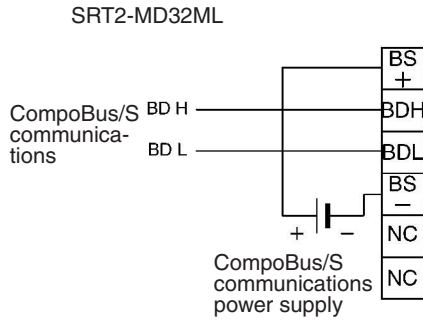 SRT2-MD32ML
BS
+
CompoBus/S
communica-
tions
BD H
BDH
BD L
BDL
BS
−
+ −
NC
CompoBus/S
communications
power supply
NC